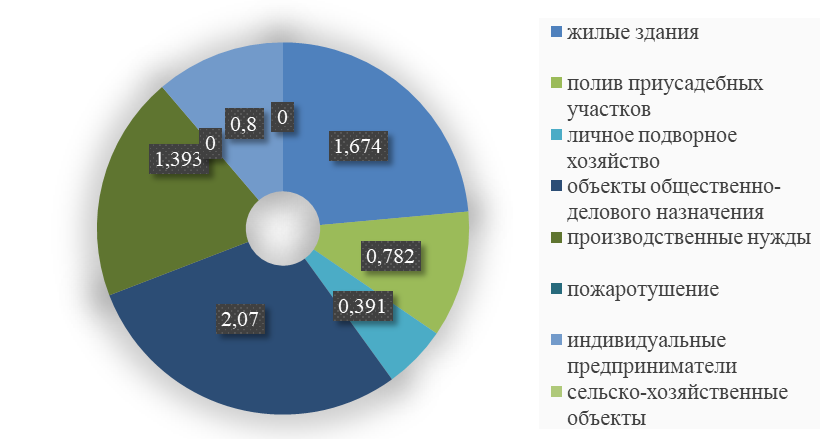 0
0,8
0
1,674
1,393
0,782
0,391
2,07
жилые здания
полив приусадебных
участков
личное подворное
хозяйство
объекты общественно-
делового назначения
производственные нужды
пожаротушение
индивидуальные
предприниматели
сельско-хозяйственные
объекты